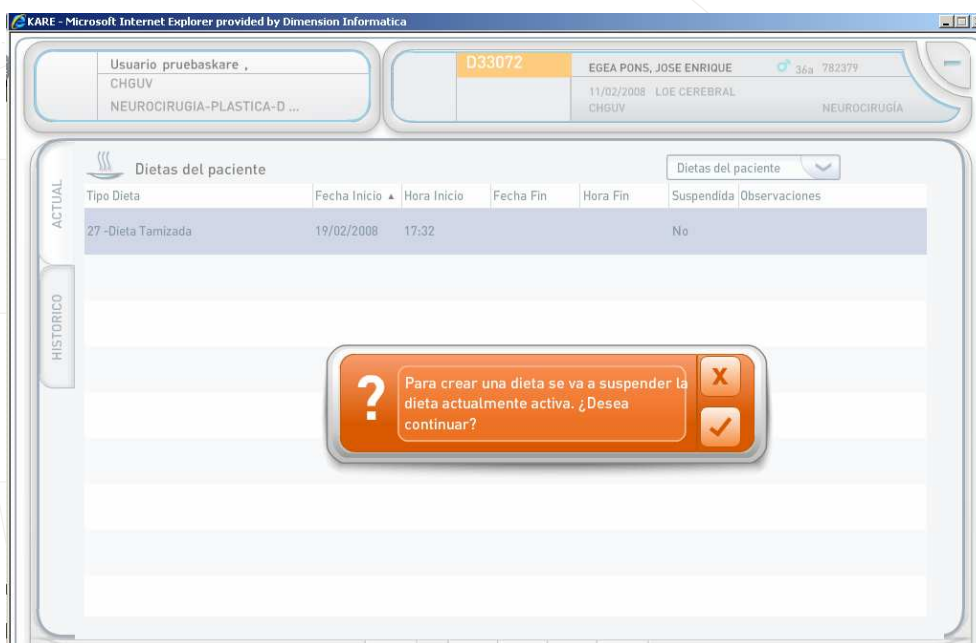 KARE - Microsoft Internet Explorer provided by Dimension Informatica
Usuario pruebaskare ,
CHGUV
NEUROCIRUGIA-PLASTICA-D ...
D33072
EGEA PONS, JOSE ENRIQUE 36a 782379
11/02/2008 LOE CEREBRAL
CHGUV NEUROCIRUGÍA
ACTUAL
HISTORICO
Dietas del paciente
Dietas del paciente
Tipo Dieta Fecha Inicio Hora Inicio Fecha Fin Hora Fin Suspendida Observaciones
27 -Dieta Tamizada 19/02/2008 17:32 No
?
Para crear una dieta se va a suspender la
dieta actualmente activa. ¿Desea
continuar?
X